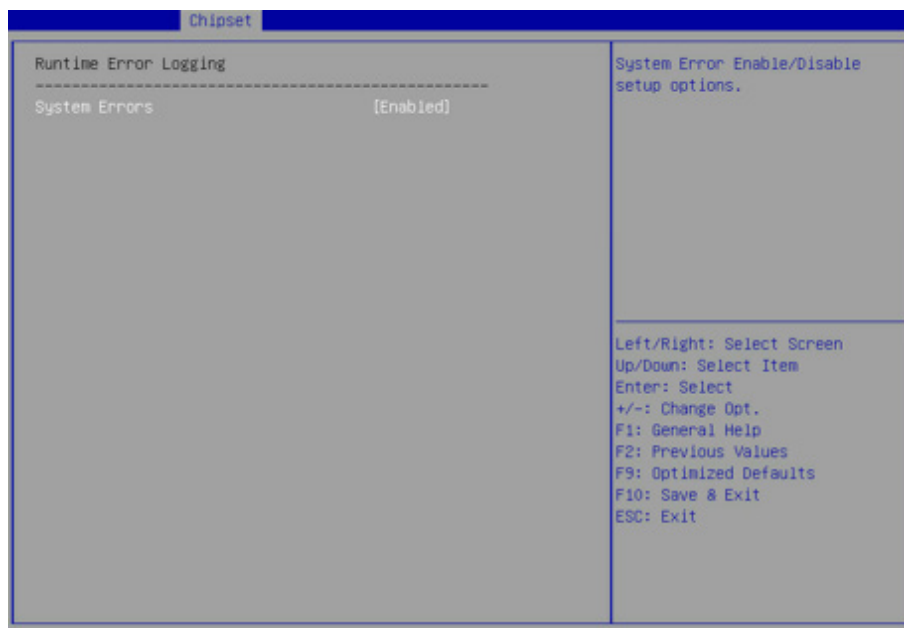 Chipset
Runtime Error Logging
--------------------------------------------------
System Errors [Enabled]
System Error Enable/Disable
setup options.
Left/Right: Select Screen
Up/Down: Select Item
Enter: Select
+/-: Change Opt.
F1: General Help
F2: Previous Values
F9: Optimized Defaults
F10: Save & Exit
ESC: Exit